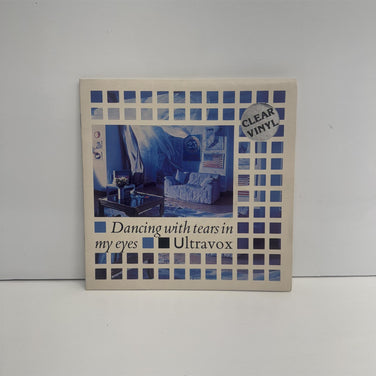 CLEAR
VINYL
Dancing with tears in
my eyes Ultravox